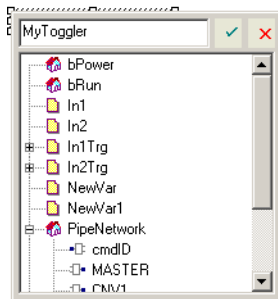 MyToggler
bPower
bRun
In1
In2
In1Trg
In2Trg
NewVar
NewVar1
PipeNetwork
cmdID
MASTER
CNV1